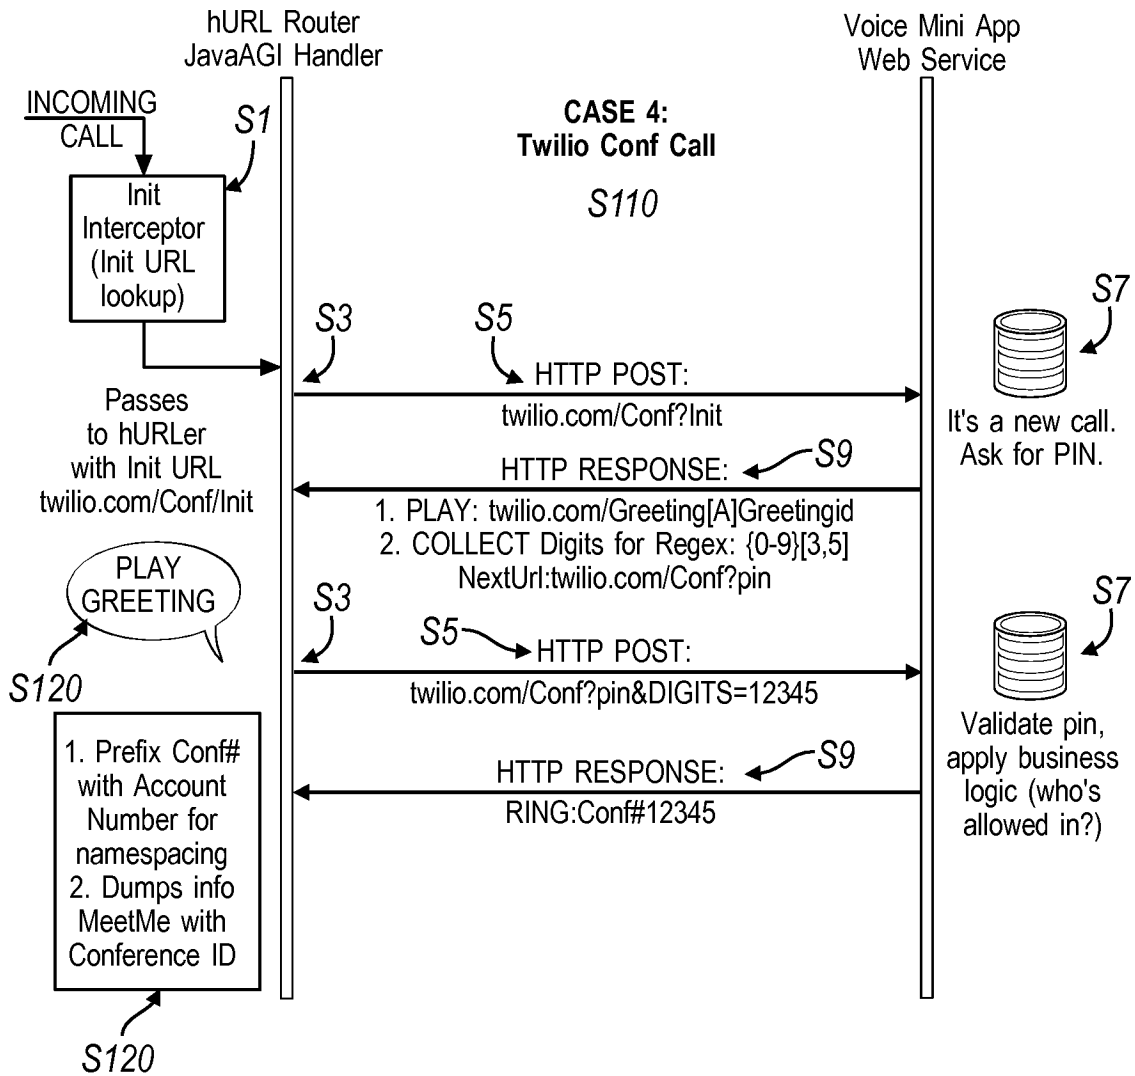 hURL Router
JavaAGI Handler
Voice Mini App
Web Service
INCOMING
CALL
S1
CASE 4:
Twilio Conf Call
S110
Init
Interceptor
(Init URL
lookup)
S3
S5
S7
HTTP POST:
twilio.com/Conf?Init
Passes
to hURLer
with Init URL
twilio.com/Conf/Init
It's a new call.
Ask for PIN.
HTTP RESPONSE:
S9
1. PLAY: twilio.com/Greeting[A]Greetingid
2. COLLECT Digits for Regex: {0-9}[3,5]
NextUrl:twilio.com/Conf?pin
PLAY
GREETING
S120
S3
S5
S7
HTTP POST:
twilio.com/Conf?pin&DIGITS=12345
Validate pin,
apply business
logic (who's
allowed in?)
HTTP RESPONSE:
S9
RING:Conf#12345
1. Prefix Conf#
with Account
Number for
namespacing
2. Dumps info
MeetMe with
Conference ID
S120